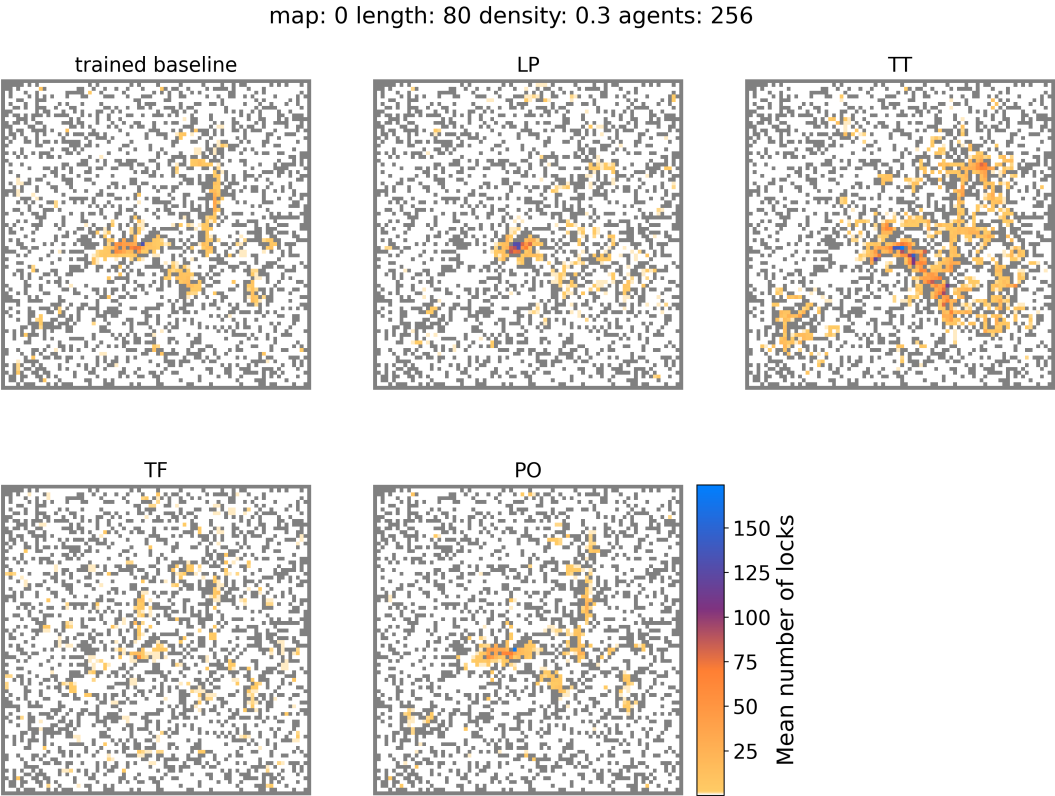 map: 0 length: 80 density: 0.3 agents: 256
trained baseline
LP
TT
TF
PO
150
125
100
75
50
25
Mean number of locks